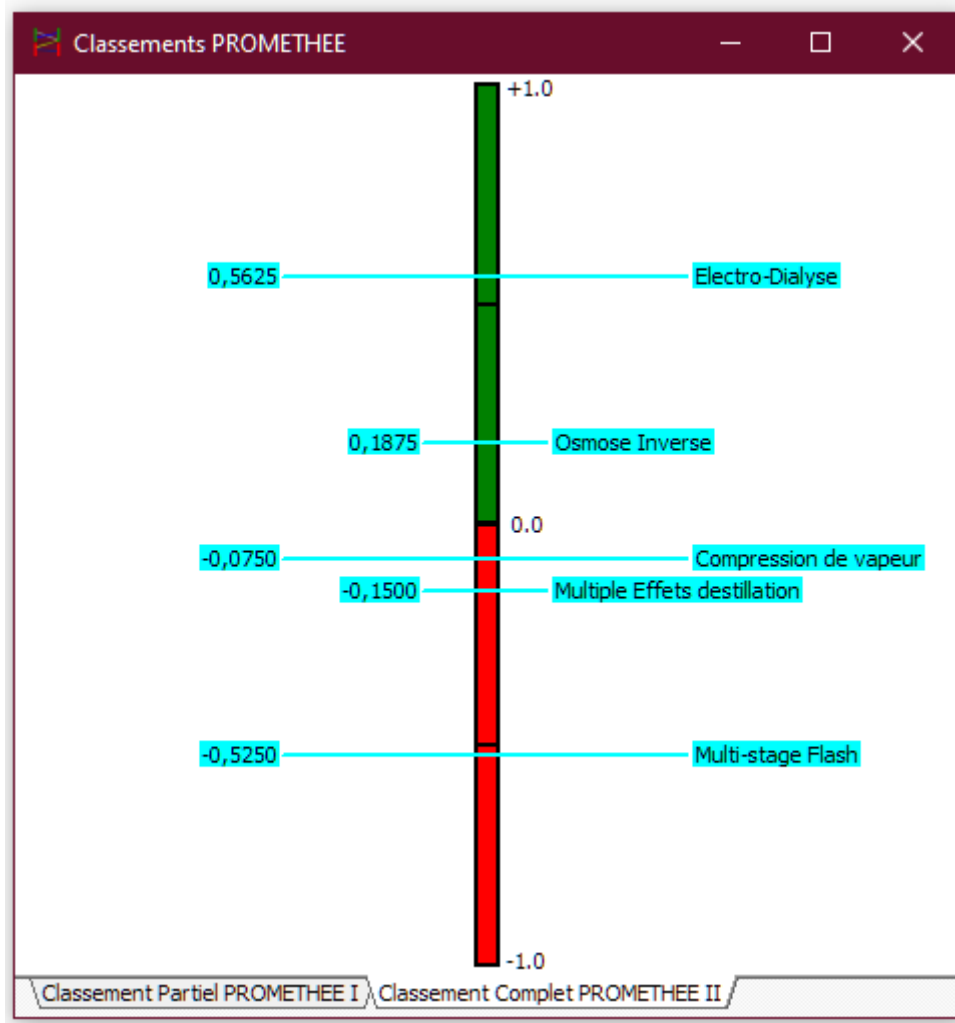 Classements PROMETHEE
+1.0
0,5625 Electro-Dialyse
0,1875 Osmose Inverse
0.0
-0,0750 Compression de vapeur
-0,1500 Multiple Effets destillation
-0,5250 Multi-stage Flash
-1.0
Classement Partiel PROMETHEE I Classement Complet PROMETHEE II